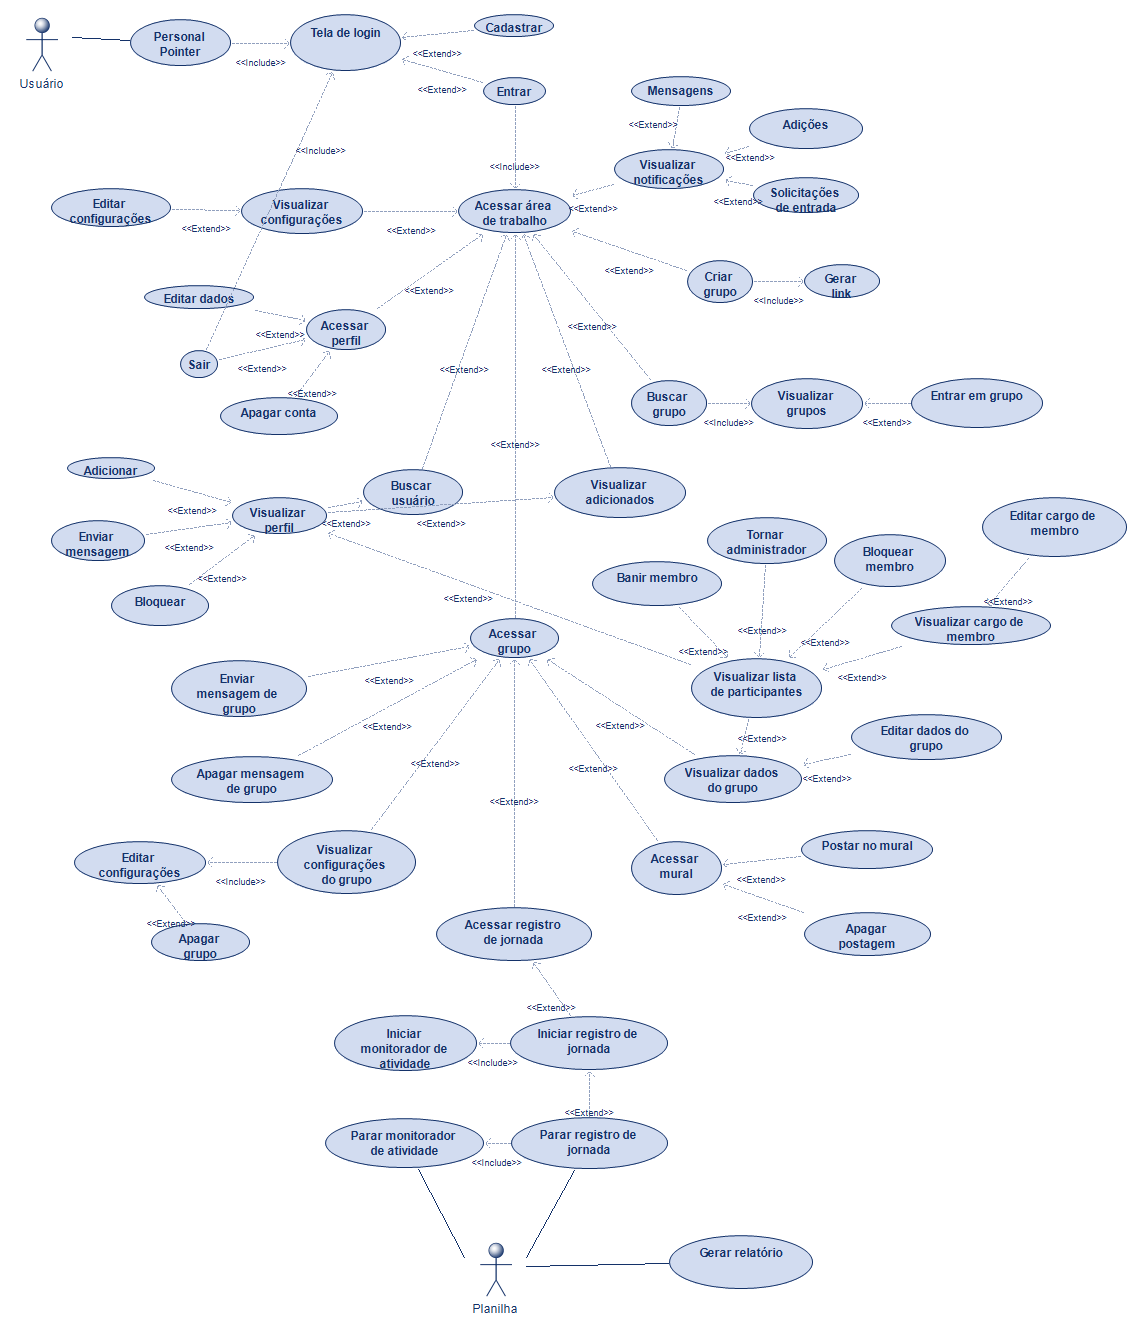 Personal
Pointer
Tela de login
Cadastrar
<<Include>>
<<Extend>>
<<Extend>>
Entrar
Usuário
Mensagens
<<Extend>>
Adições
<<Include>>
<<Include>>
Visualizar
notificações
<<Extend>>
Solicitações
de entrada
<<Extend>>
Editar
configurações
<<Extend>>
Visualizar
configurações
<<Extend>>
Acessar área
de trabalho
<<Extend>>
<<Extend>>
Criar
grupo
<<Include>>
Gerar
link
Editar dados
<<Extend>>
<<Extend>>
Acessar
perfil
<<Extend>>
Sair
<<Extend>>
<<Extend>>
<<Extend>>
<<Extend>>
Apagar conta
Buscar
grupo
<<Include>>
Visualizar
grupos
<<Extend>>
Entrar em grupo
<<Extend>>
Adicionar
<<Extend>>
Buscar
usuário
Visualizar
adicionados
Visualizar
perfil
<<Extend>>
<<Extend>>
Enviar
mensagem
<<Extend>>
<<Extend>>
Bloquear
Editar cargo de
membro
Tornar
administrador
Bloquear
membro
Banir membro
<<Extend>>
<<Extend>>
Visualizar cargo de
membro
Acessar
grupo
<<Extend>>
<<Extend>>
<<Extend>>
<<Extend>>
Visualizar lista
de participantes
Enviar
mensagem de
grupo
<<Extend>>
<<Extend>>
<<Extend>>
<<Extend>>
Editar dados do
grupo
Apagar mensagem
de grupo
<<Extend>>
<<Extend>>
Visualizar dados
do grupo
<<Extend>>
<<Extend>>
Editar
configurações
<<Include>>
Visualizar
configurações
do grupo
Acessar
mural
Postar no mural
<<Extend>>
<<Extend>>
Apagar
postagem
<<Extend>>
Apagar
grupo
Acessar registro
de jornada
<<Extend>>
Iniciar
monitorador de
atividade
<<Include>>
Iniciar registro de
jornada
<<Extend>>
Parar monitorador
de atividade
<<Include>>
Parar registro de
jornada
Gerar relatório
Planilha